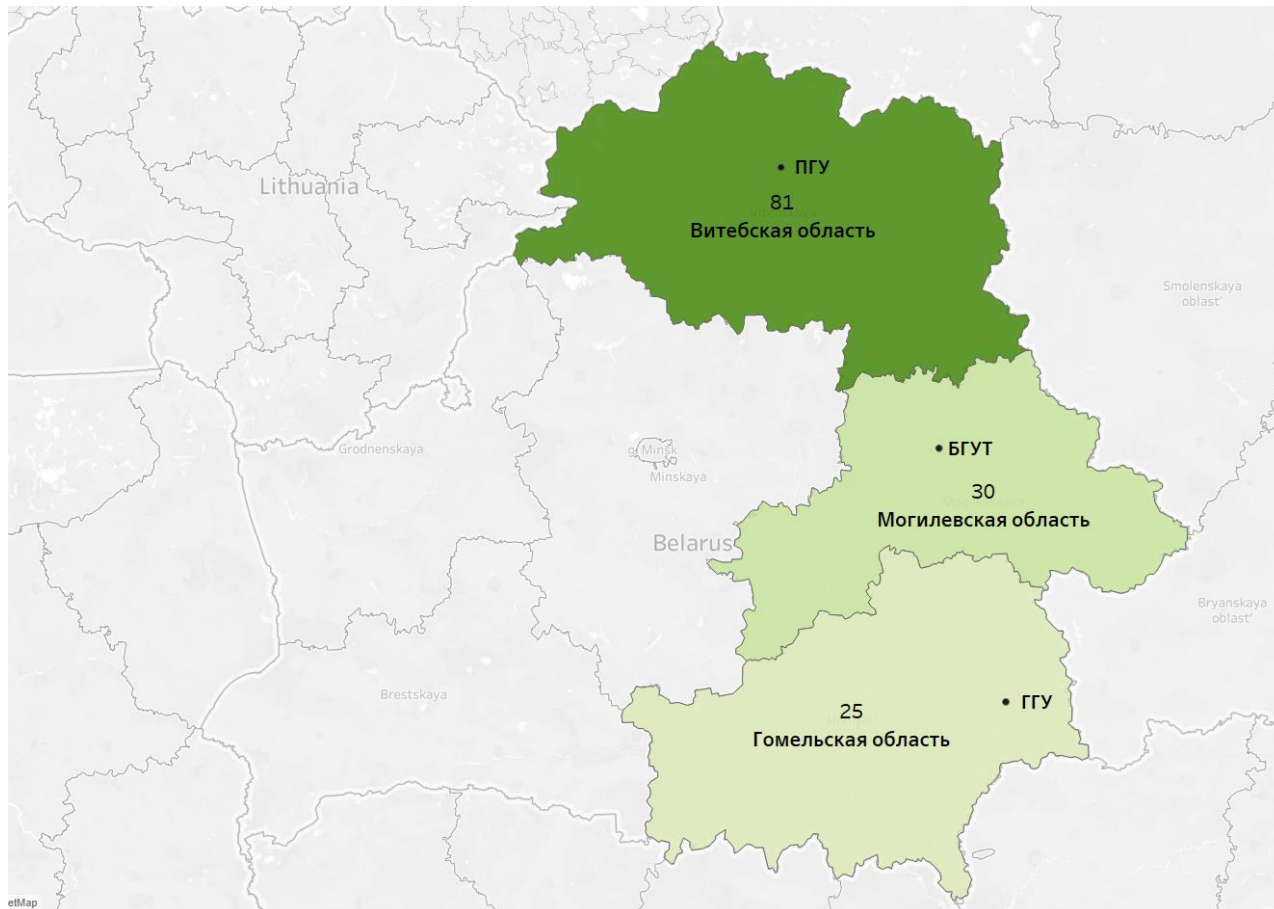 Lithuania
ПГУ
81
Витебская область
Smolenskaya
oblast'
Grodnenskaya
g. Minsk
Minskaya
БГУТ
30
Могилевская область
Belarus
Bryanskaya
oblast'
Brestskaya
ГГУ
25
Гомельская область
etMap